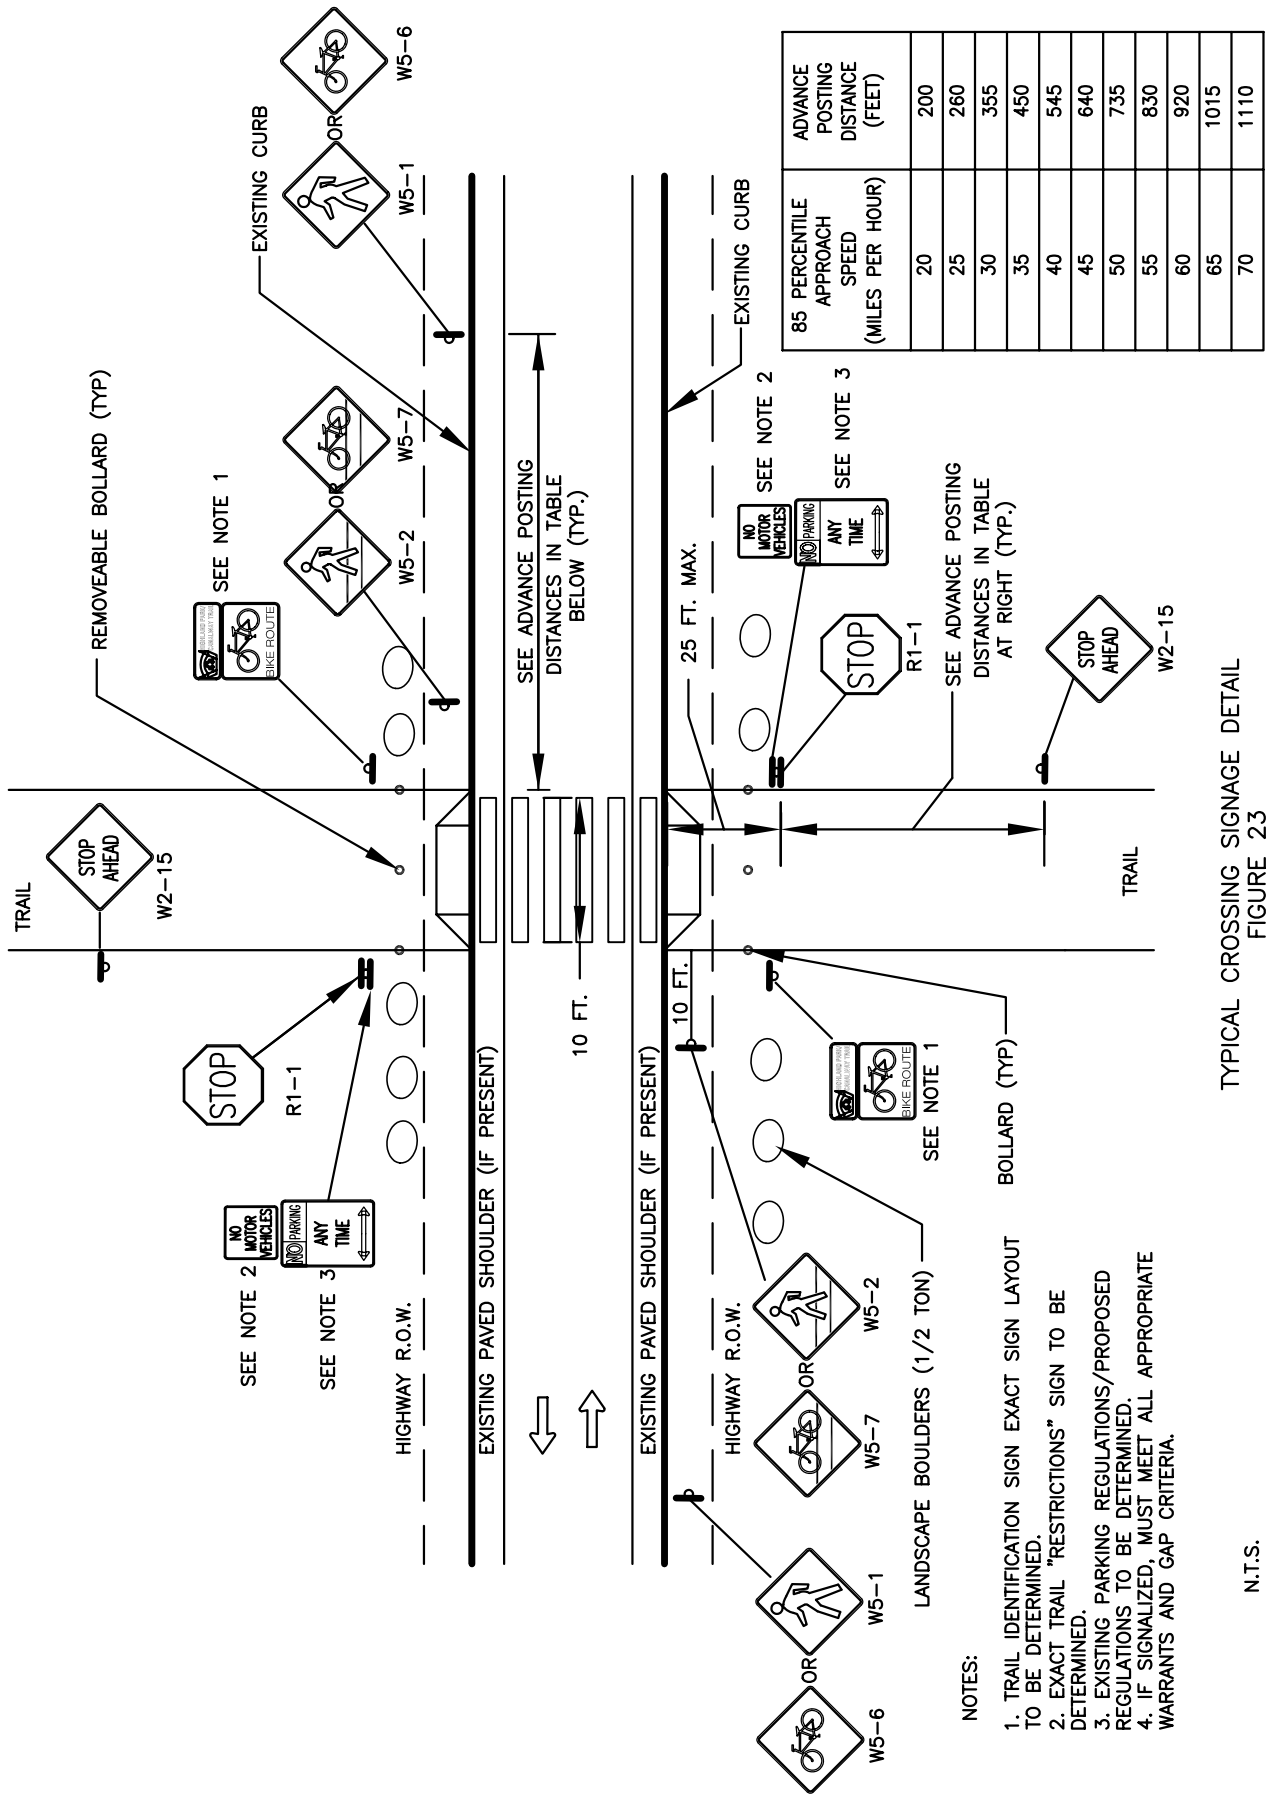 TRAIL
STOP
AHEAD
W2-15
REMOVEABLE BOLLARD (TYP)
STOP
R1-1
SEE NOTE 1
BIKE ROUTE
EXISTING CURB
NO
MOTOR
VEHICLES
SEE NOTE 2
NO PARKING
ANY
TIME
SEE NOTE 3
W5-2
OR
W5-7
W5-1
OR
W5-6
HIGHWAY R.O.W.
EXISTING PAVED SHOULDER (IF PRESENT)
SEE ADVANCE POSTING
DISTANCES IN TABLE
BELOW (TYP.)
10 FT.
EXISTING PAVED SHOULDER (IF PRESENT)
10 FT.
25 FT. MAX.
HIGHWAY R.O.W.
EXISTING CURB
NO
MOTOR
VEHICLES
SEE NOTE 2
NO PARKING
ANY
TIME
SEE NOTE 3
STOP
R1-1
W5-6
OR
W5-1
W5-7
OR
W5-2
BIKE ROUTE
SEE NOTE 1
LANDSCAPE BOULDERS (1/2 TON)
BOLLARD (TYP)
SEE ADVANCE POSTING
DISTANCES IN TABLE
AT RIGHT (TYP.)
STOP
AHEAD
W2-15
TRAIL
85 PERCENTILE
APPROACH
SPEED
(MILES PER HOUR)
ADVANCE
POSTING
DISTANCE
(FEET)
20 200
25 260
30 355
35 450
40 545
45 640
50 735
55 830
60 920
65 1015
70 1110
NOTES:
1. TRAIL IDENTIFICATION SIGN EXACT SIGN LAYOUT
TO BE DETERMINED.
2. EXACT TRAIL "RESTRICTIONS" SIGN TO BE
DETERMINED.
3. EXISTING PARKING REGULATIONS/PROPOSED
REGULATIONS TO BE DETERMINED.
4. IF SIGNALIZED, MUST MEET ALL APPROPRIATE
WARRANTS AND GAP CRITERIA.
TYPICAL CROSSING SIGNAGE DETAIL
FIGURE 23
N.T.S.